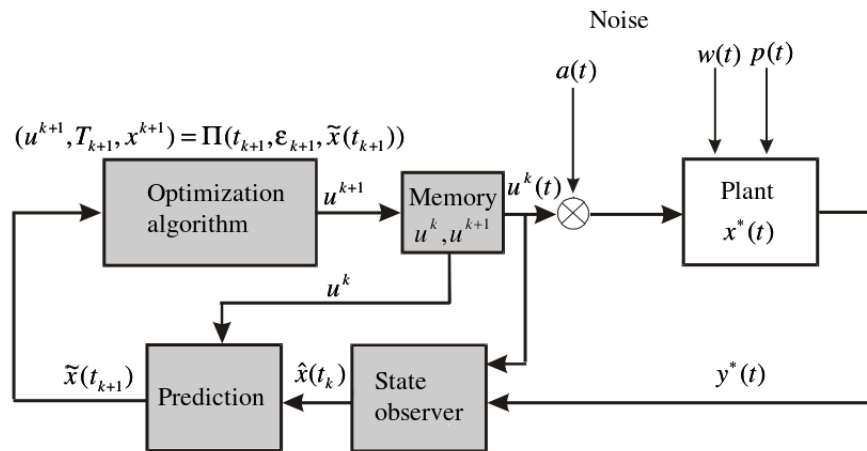 Noise
a(t)
w(t) p(t)
(u^{k+1}, T_{k+1}, x^{k+1}) = Π(t_{k+1}, ε_{k+1}, x̃(t_{k+1}))
Optimization
algorithm
u^{k+1}
Memory
u^k, u^{k+1}
u^k(t)
Plant
x^*(t)
u^k
x̃(t_{k+1})
Prediction
x̂(t_k)
State
observer
y^*(t)